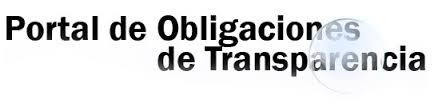 Portal de Obligaciones
de Transparencia